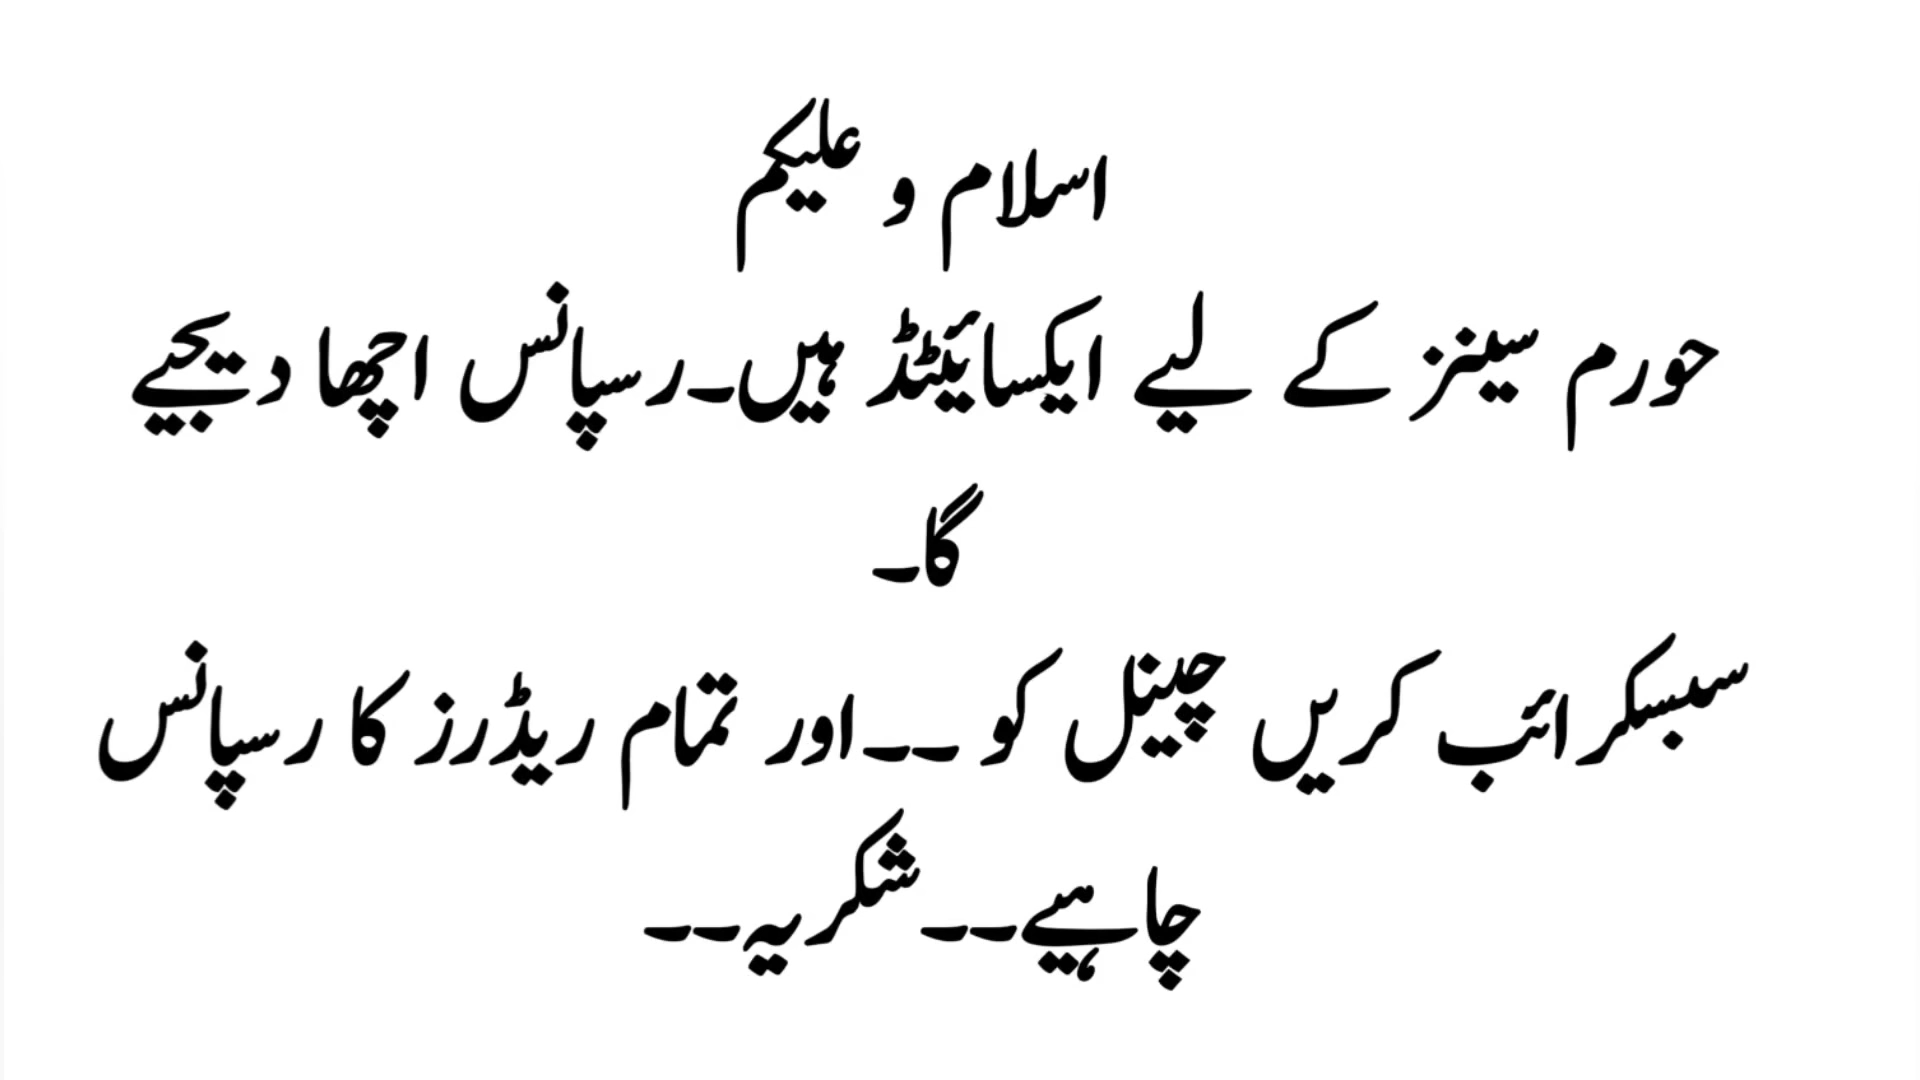 اسلام و علیکم
حورم سینز کے لیے ایکسائیٹڈ ہیں۔رسپانس اچھا دیجیے
گا۔
سبسکرائب کریں چینل کو ۔۔اور تمام ریڈرز کا رسپانس
چاہیے۔۔شکریہ۔۔